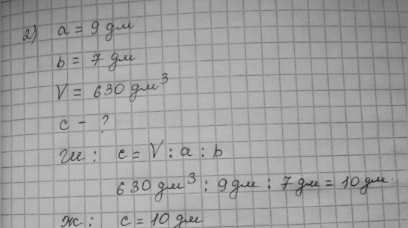 2) a = 9 дм
b = 7 дм
V = 630 дм³
c - ?
Ш: c = V : a : b
630 дм³ : 9 дм : 7 дм = 10 дм
Ж: c = 10 дм